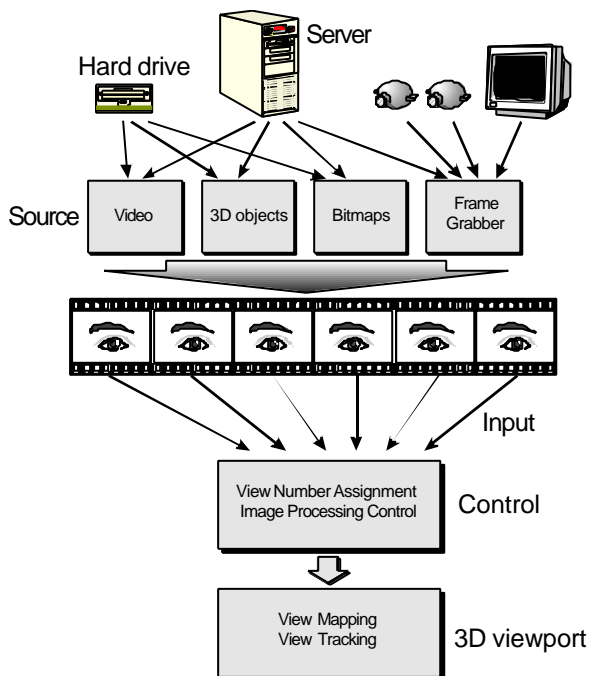 Server
Hard drive
Source
Video
3D objects
Bitmaps
Frame
Grabber
Input
View Number Assignment
Image Processing Control
Control
View Mapping
View Tracking
3D viewport